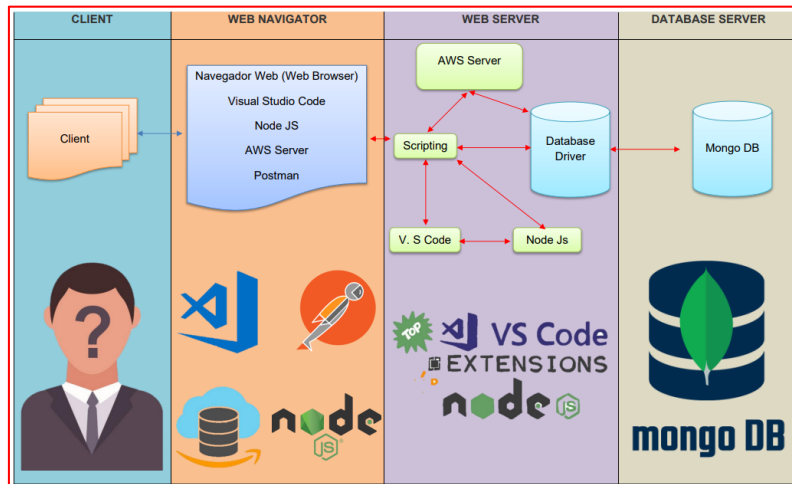 CLIENT
WEB NAVIGATOR
WEB SERVER
DATABASE SERVER
Client
Navegador Web (Web Browser)
Visual Studio Code
Node JS
AWS Server
Postman
AWS Server
Scripting
Database
Driver
V. S Code
Node Js
Mongo DB
?
node
JS
TOP
VS Code
EXTENSIONS
node JS
mongo DB